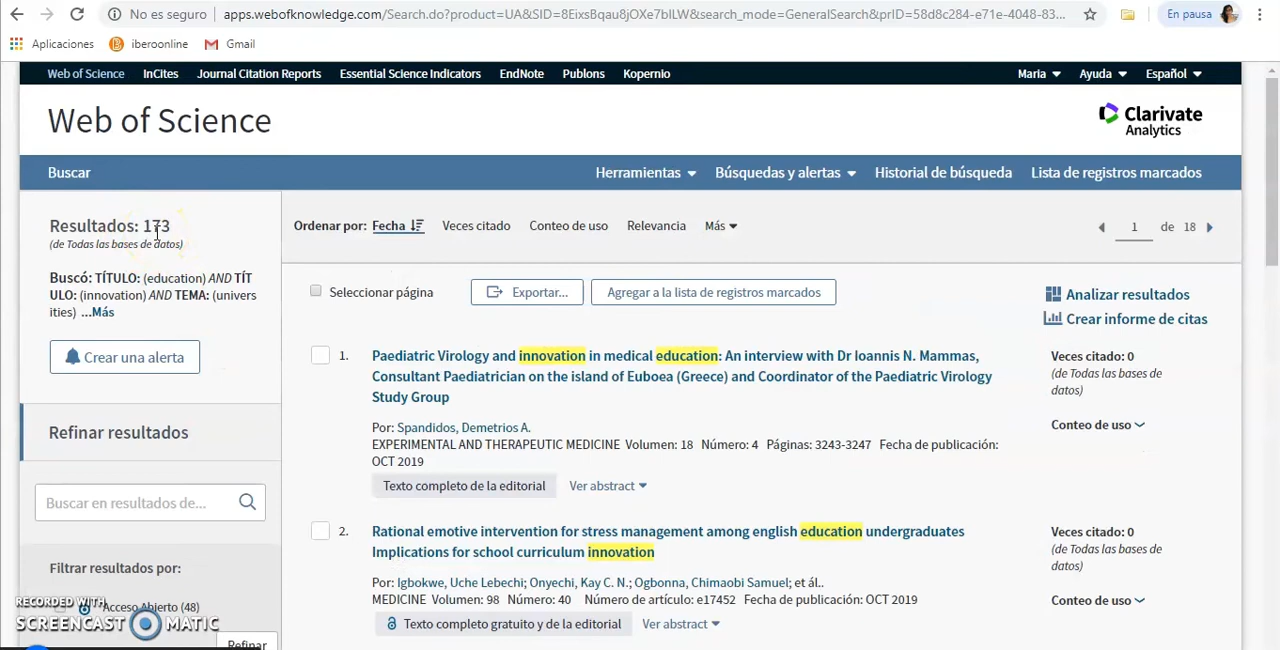 No es seguro
apps.webofknowledge.com/Search.do?product=UA&SID=8EixsBqau8jOXe7bILW&search_mode=GeneralSearch&prID=58d8c284-e71e-4048-83...
En pausa
Aplicaciones
iberoonline
Gmail
Web of Science InCites Journal Citation Reports Essential Science Indicators EndNote Publons Kopernio
Maria Ayuda Español
Web of Science
Clarivate
Analytics
Buscar
Herramientas Búsquedas y alertas Historial de búsqueda Lista de registros marcados
Resultados: 173
(de Todas las bases de datos)
Buscó: TÍTULO: (education) AND TÍT
ULO: (innovation) AND TEMA: (univers
ities) ...Más
Crear una alerta
Refinar resultados
Buscar en resultados de...
Filtrar resultados por:
Acceso Abierto (48)
Refinar
RECORDED WITH
SCREENCAST MATIC
Ordenar por: Fecha Veces citado Conteo de uso Relevancia Más
1 de 18
Seleccionar página
Exportar...
Agregar a la lista de registros marcados
Analizar resultados
Crear informe de citas
1. Paediatric Virology and innovation in medical education: An interview with Dr Ioannis N. Mammas,
Consultant Paediatrician on the island of Euboea (Greece) and Coordinator of the Paediatric Virology
Study Group
Por: Spandidos, Demetrios A.
EXPERIMENTAL AND THERAPEUTIC MEDICINE Volumen: 18 Número: 4 Páginas: 3243-3247 Fecha de publicación:
OCT 2019
Texto completo de la editorial
Ver abstract
Veces citado: 0
(de Todas las bases de
datos)
Conteo de uso
2. Rational emotive intervention for stress management among english education undergraduates
Implications for school curriculum innovation
Por: Igbokwe, Uche Lebechi; Onyechi, Kay C. N.; Ogbonna, Chimaobi Samuel; et ál..
MEDICINE Volumen: 98 Número: 40 Número de artículo: e17452 Fecha de publicación: OCT 2019
Texto completo gratuito y de la editorial
Ver abstract
Veces citado: 0
(de Todas las bases de
datos)
Conteo de uso